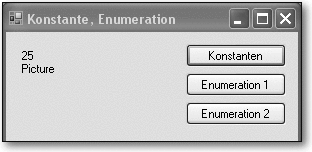 Konstante, Enumeration
25
Picture
Konstanten
Enumeration 1
Enumeration 2